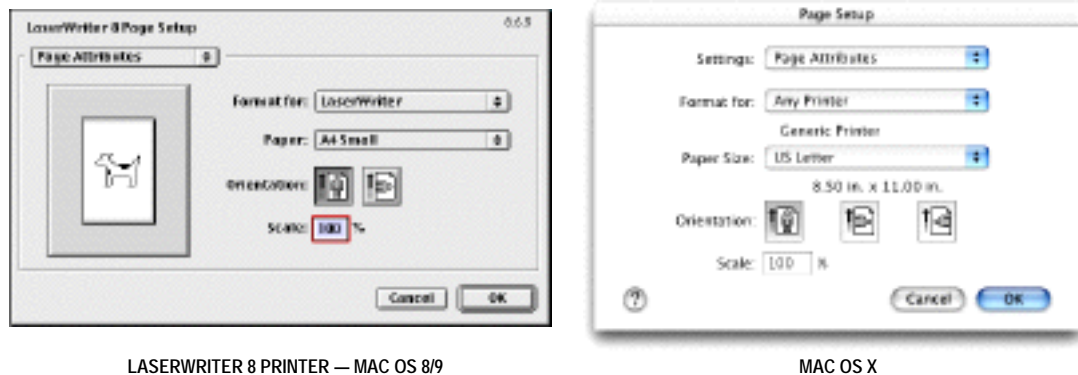 LaserWriter 8 Page Setup
8.6.5
Page Attributes
Format for: LaserWriter
Paper: A4 Small
Orientation:
Scale: 100 %
Cancel OK
LASERWRITER 8 PRINTER — MAC OS 8/9
Page Setup
Settings: Page Attributes
Format for: Any Printer
Generic Printer
Paper Size: US Letter
8.50 in. x 11.00 in.
Orientation:
Scale: 100 %
? Cancel OK
MAC OS X